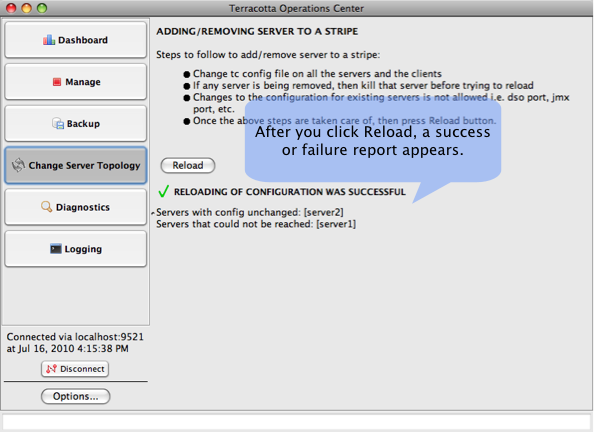 Terracotta Operations Center
Dashboard
Manage
Backup
Change Server Topology
Diagnostics
Logging
Connected via localhost:9521
at Jul 16, 2010 4:15:38 PM
Disconnect
Options...
ADDING/REMOVING SERVER TO A STRIPE
Steps to follow to add/remove server to a stripe:
● Change tc config file on all the servers and the clients
● If any server is being removed, then kill that server before trying to reload
● Changes to the configuration for existing servers is not allowed i.e. dso port, jmx
port, etc.
● Once the above steps are taken care of, then press Reload button.
After you click Reload, a success
or failure report appears.
Reload
RELOADING OF CONFIGURATION WAS SUCCESSFUL
Servers with config unchanged: [server2]
Servers that could not be reached: [server1]